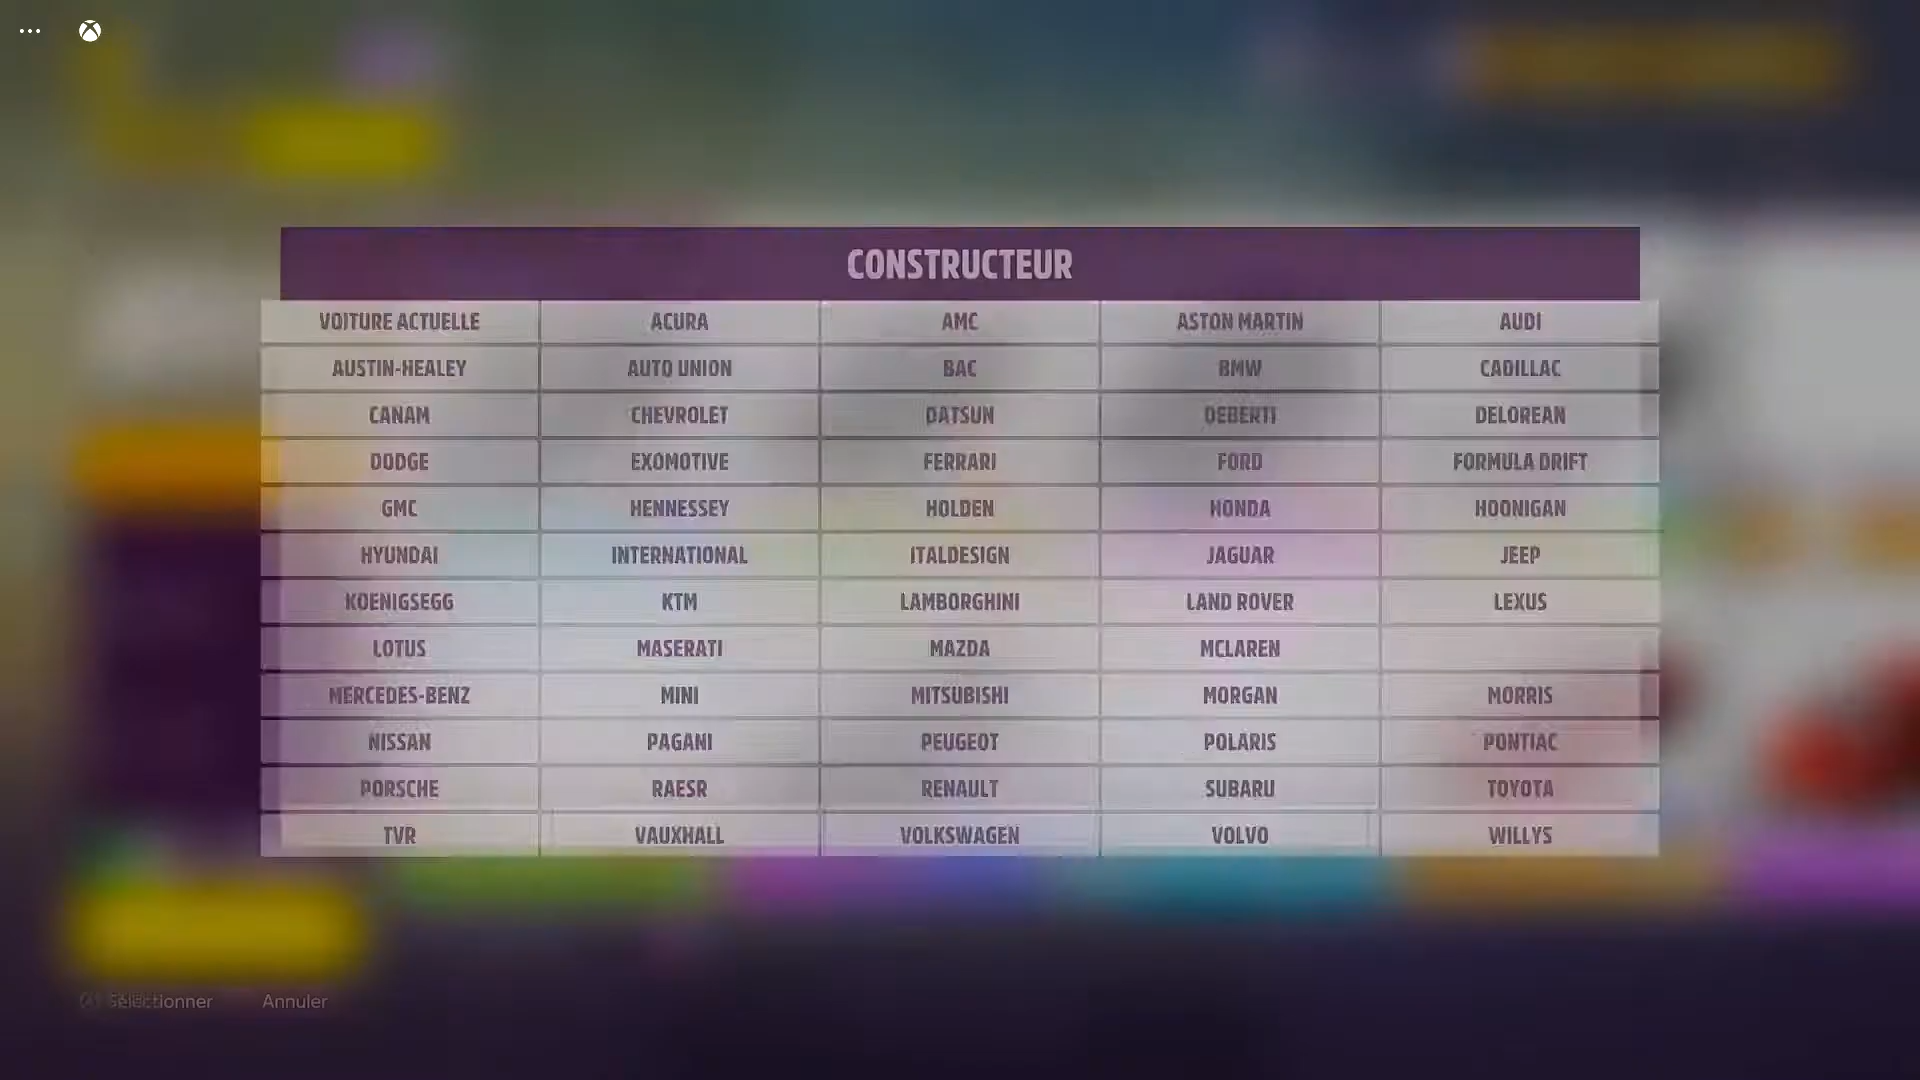 CONSTRUCTEUR
VOITURE ACTUELLE ACURA AMC ASTON MARTIN AUDI
AUSTIN-HEALEY AUTO UNION BAC BMW CADILLAC
CANAM CHEVROLET DATSUN DEBERTI DELOREAN
DODGE EXOMOTIVE FERRARI FORD FORMULA DRIFT
GMC HENNESSEY HOLDEN HONDA HOONIGAN
HYUNDAI INTERNATIONAL ITALDESIGN JAGUAR JEEP
KOENIGSEGG KTM LAMBORGHINI LAND ROVER LEXUS
LOTUS MASERATI MAZDA MCLAREN
MERCEDES-BENZ MINI MITSUBISHI MORGAN MORRIS
NISSAN PAGANI PEUGEOT POLARIS PONTIAC
PORSCHE RAESR RENAULT SUBARU TOYOTA
TVR VAUXHALL VOLKSWAGEN VOLVO WILLYS
Sélectionner Annuler